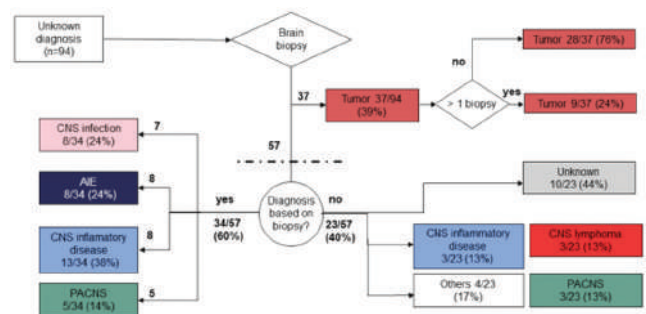 Unknown
diagnosis
(n=94)
Brain
biopsy
no
Tumor 28/37 (76%)
37
Tumor 37/94
(39%)
> 1 biopsy
yes
Tumor 9/37 (24%)
57
CNS infection
8/34 (24%)
7
AIE
8/34 (24%)
8
CNS inflamatory
disease
13/34 (38%)
8
PACNS
5/34 (14%)
5
yes
34/57
(60%)
Diagnosis
based on
biopsy?
no
23/57
(40%)
Unknown
10/23 (44%)
CNS inflammatory
disease
3/23 (13%)
CNS lymphoma
3/23 (13%)
Others 4/23
(17%)
PACNS
3/23 (13%)